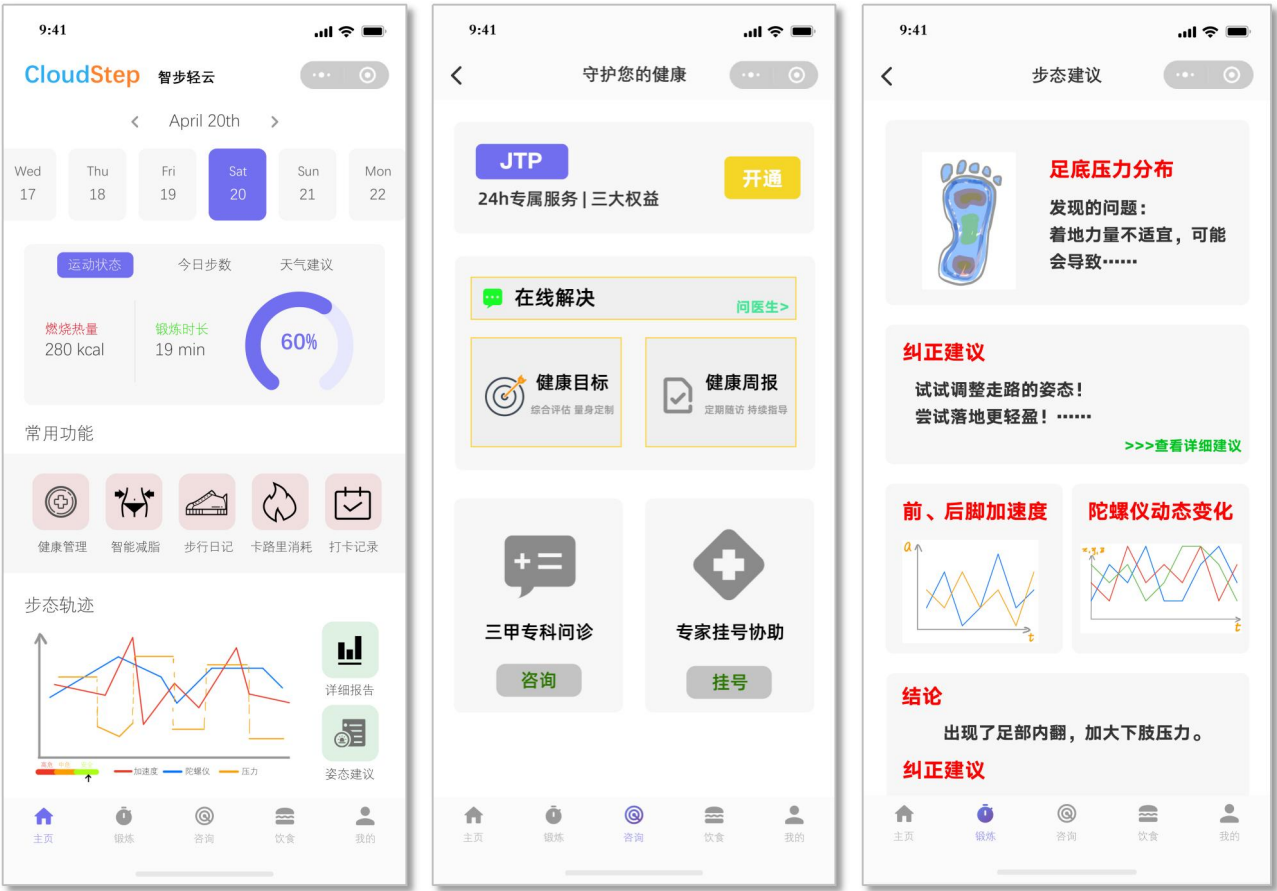 9:41
CloudStep 智步轻云
April 20th
Wed Thu Fri Sat Sun Mon
17 18 19 20 21 22
运动状态 今日步数 天气建议
燃烧热量 锻炼时长
280 kcal 19 min
60%
常用功能
健康管理 智能减脂 步行日记 卡路里消耗 打卡记录
步态轨迹
详细报告
姿态建议
加速度 陀螺仪 压力
主页 锻炼 咨询 饮食 我的
9:41
守护您的健康
JTP
24h专属服务|三大权益
开通
在线解决
问医生>
健康目标
综合评估 量身定制
健康周报
定期随访 持续指导
三甲专科问诊
咨询
专家挂号协助
挂号
主页 锻炼 咨询 饮食 我的
9:41
步态建议
足底压力分布
发现的问题：
着地力量不适宜，可能
会导致……
纠正建议
试试调整走路的姿态！
尝试落地更轻盈！……
>>>查看详细建议
前、后脚加速度
a
t
陀螺仪动态变化
t
结论
出现了足部内翻，加大下肢压力。
纠正建议
主页 锻炼 咨询 饮食 我的